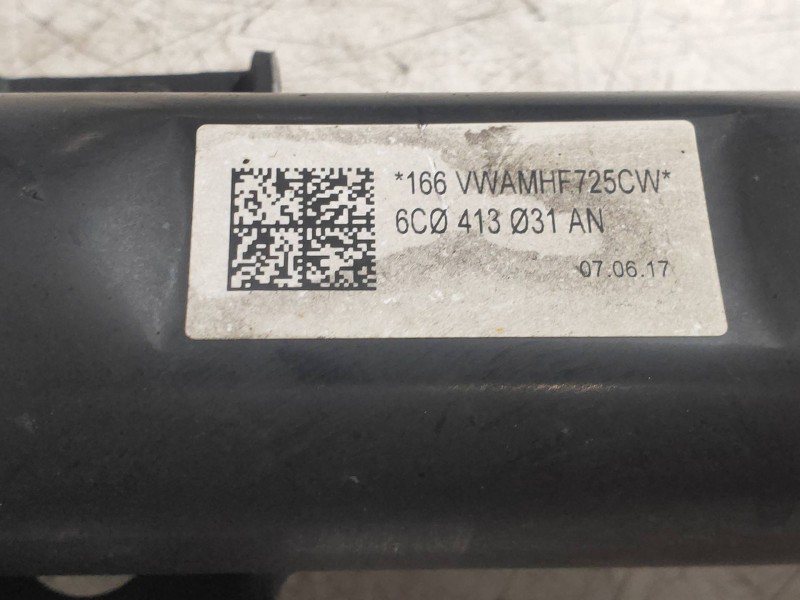 *166 VWAMHF725CW*
6CØ 413 Ø31 AN
07.06.17